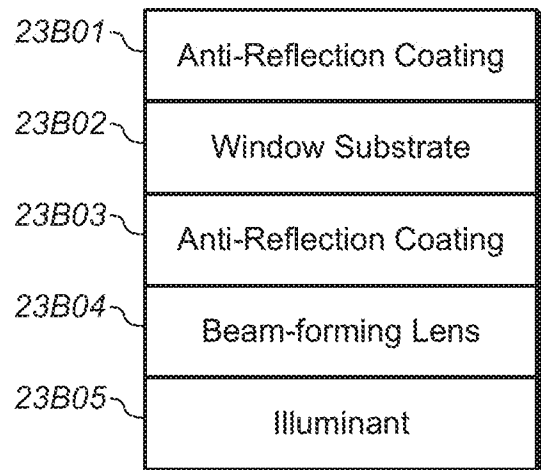 23B01 Anti-Reflection Coating
23B02 Window Substrate
23B03 Anti-Reflection Coating
23B04 Beam-forming Lens
23B05 Illuminant